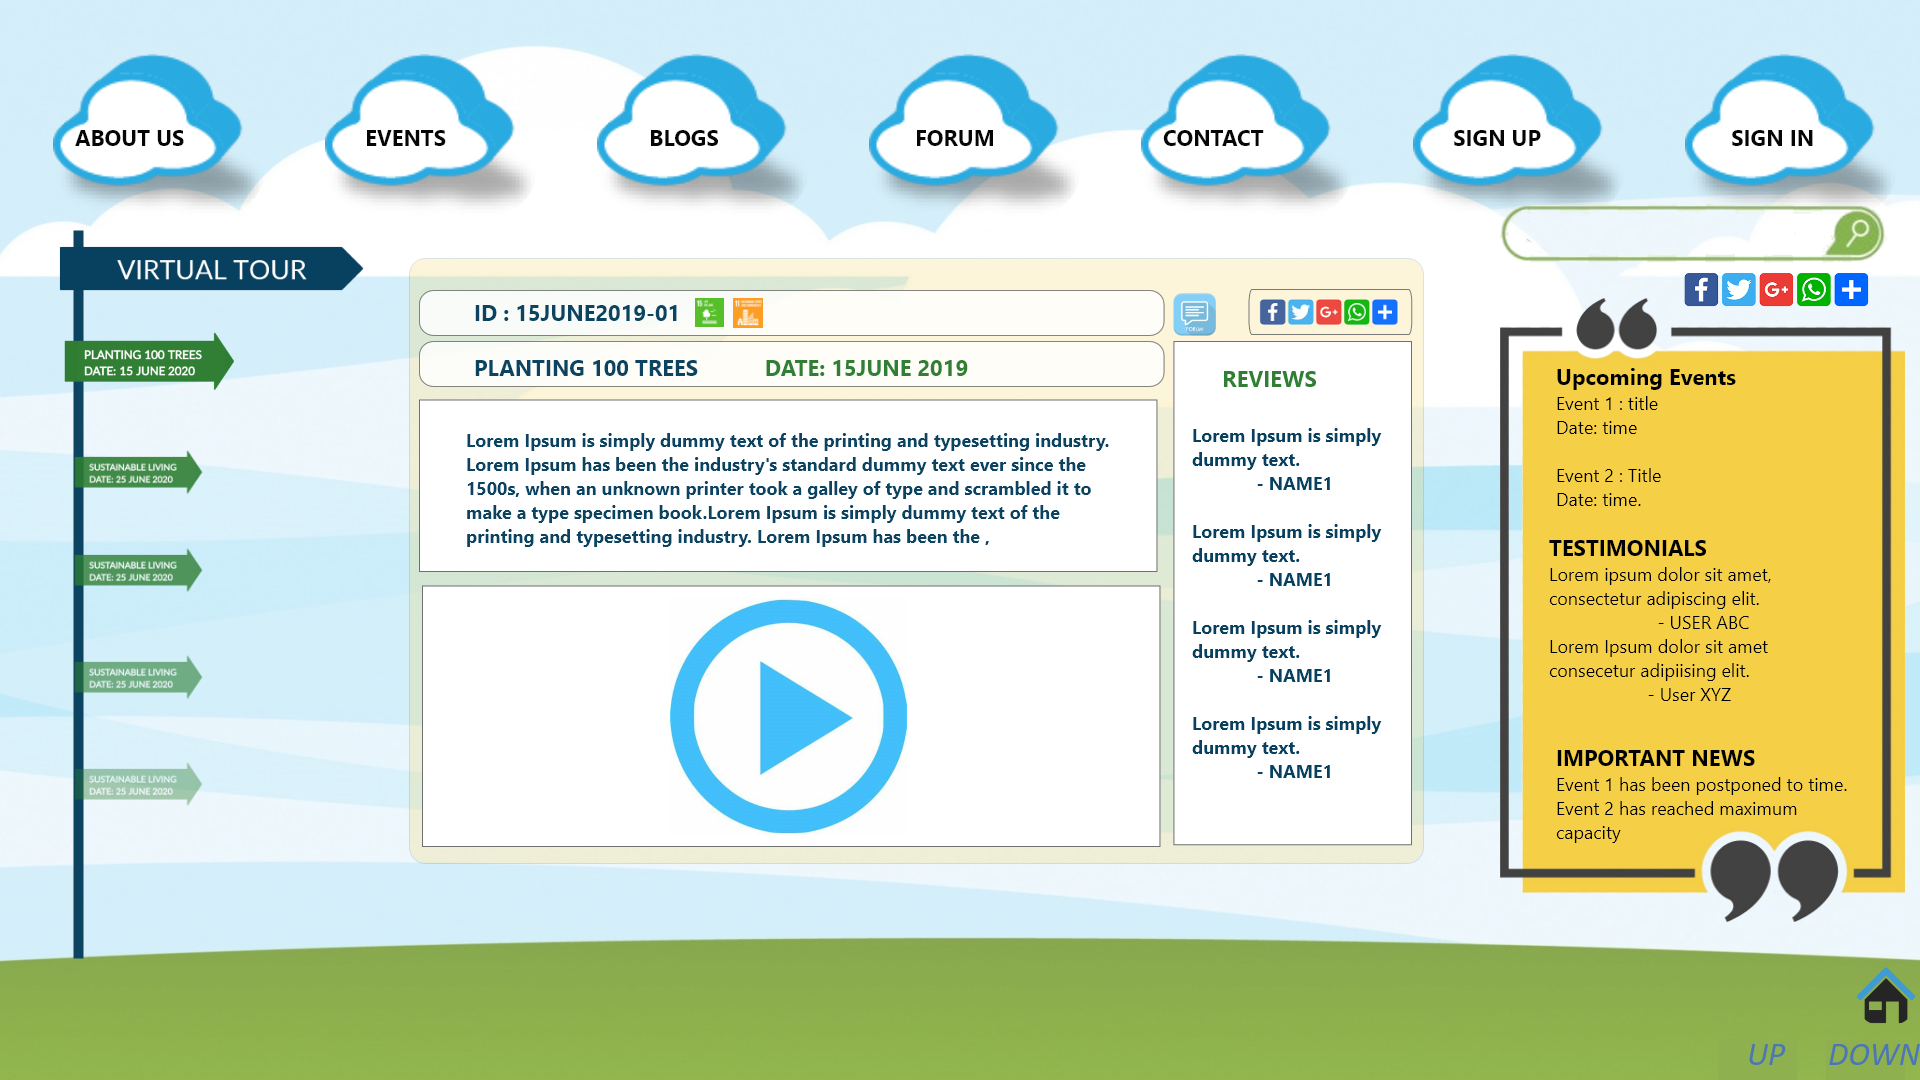 ABOUT US
EVENTS
BLOGS
FORUM
CONTACT
SIGN UP
SIGN IN
VIRTUAL TOUR
PLANTING 100 TREES
DATE: 15 JUNE 2020
SUSTAINABLE LIVING
DATE: 25 JUNE 2020
SUSTAINABLE LIVING
DATE: 25 JUNE 2020
SUSTAINABLE LIVING
DATE: 25 JUNE 2020
SUSTAINABLE LIVING
DATE: 25 JUNE 2020
ID : 15JUNE2019-01
15
11
FORUM
f
G+
f
G+
PLANTING 100 TREES
DATE: 15JUNE 2019
Lorem Ipsum is simply dummy text of the printing and typesetting industry.
Lorem Ipsum has been the industry's standard dummy text ever since the
1500s, when an unknown printer took a galley of type and scrambled it to
make a type specimen book.Lorem Ipsum is simply dummy text of the
printing and typesetting industry. Lorem Ipsum has been the ,
REVIEWS
Lorem Ipsum is simply
dummy text.
- NAME1
Lorem Ipsum is simply
dummy text.
- NAME1
Lorem Ipsum is simply
dummy text.
- NAME1
Lorem Ipsum is simply
dummy text.
- NAME1
Upcoming Events
Event 1 : title
Date: time
Event 2 : Title
Date: time.
TESTIMONIALS
Lorem ipsum dolor sit amet,
consectetur adipiscing elit.
- USER ABC
Lorem Ipsum dolor sit amet
consecetur adipiising elit.
- User XYZ
IMPORTANT NEWS
Event 1 has been postponed to time.
Event 2 has reached maximum
capacity
UP
DOWN